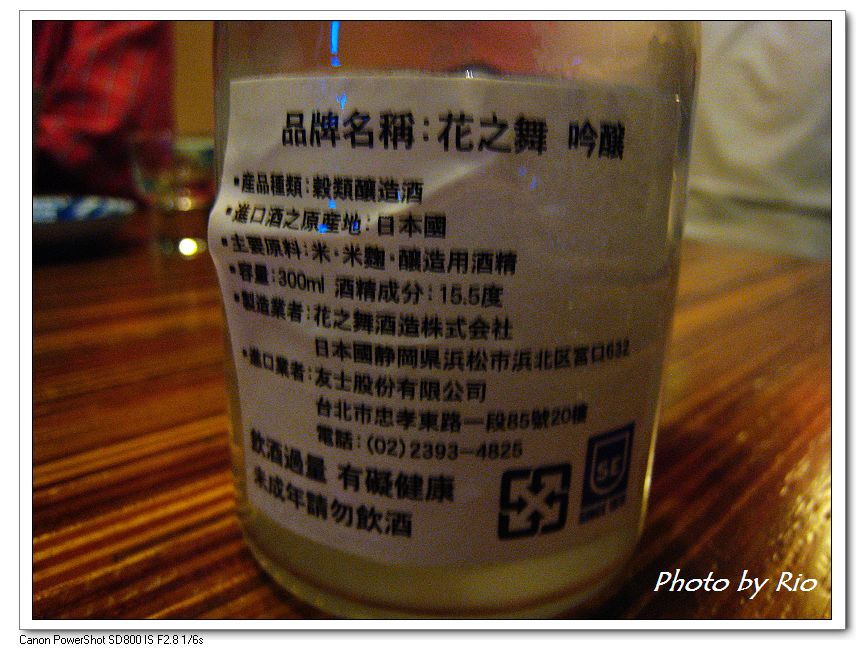 品牌名稱：花之舞 吟釀
•産品種類：穀類釀造酒
•進口酒之原産地：日本國
•主要原料：米・米麴・釀造用酒精
•容量：300ml 酒精成分：15.5度
•製造業者：花之舞酒造株式会社
日本國静岡県浜松市浜北区宮口632
•進口業者：友士股份有限公司
台北市忠孝東路一段85號20樓
電話：(02)2393-4825
飲酒過量 有礙健康
未成年請勿飲酒
SE
Photo by Rio
Canon PowerShot SD800 IS F2.8 1/6s